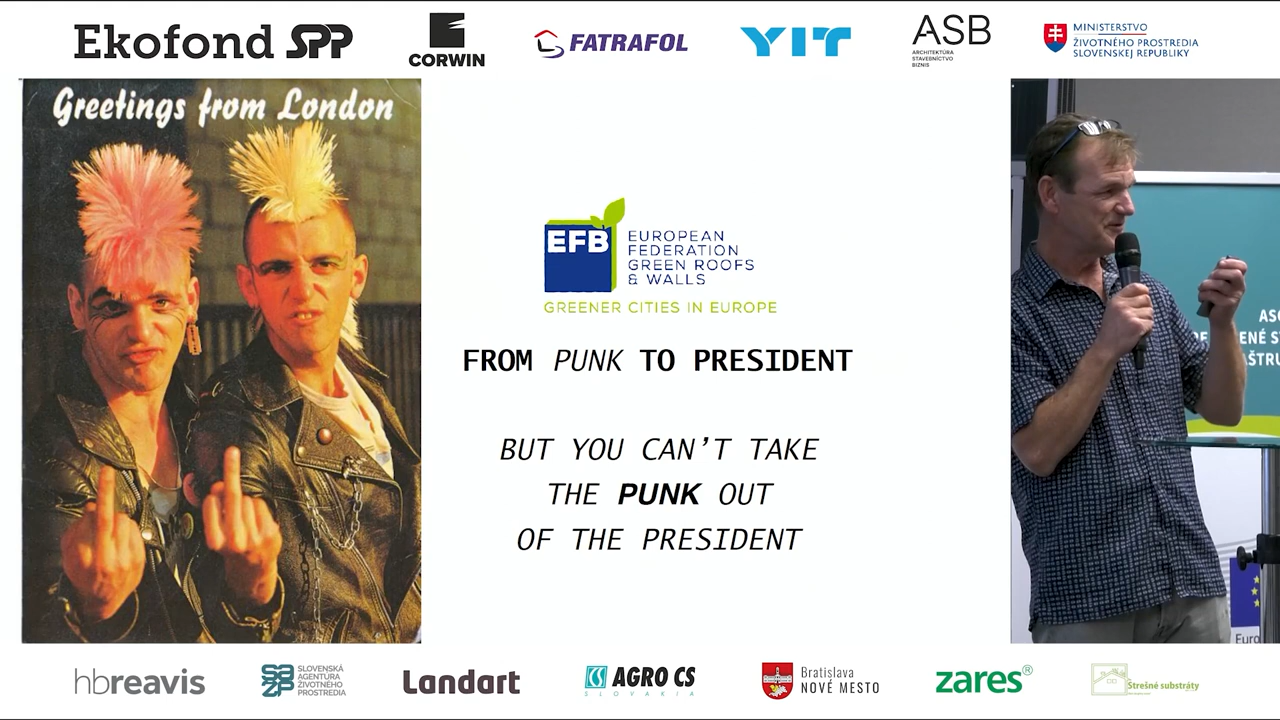 Ekofond SPP
CORWIN
FATRAFOL
YIT
ASB
ARCHITEKTÚRA
STAVEBNÍCTVO
BIZNIS
MINISTERSTVO
ŽIVOTNÉHO PROSTREDIA
SLOVENSKEJ REPUBLIKY
Greetings from London
EFB
EUROPEAN
FEDERATION
GREEN ROOFS
& WALLS
GREENER CITIES IN EUROPE
FROM PUNK TO PRESIDENT
BUT YOU CAN'T TAKE
THE PUNK OUT
OF THE PRESIDENT
hbreavis
SLOVENSKÁ
AGENTÚRA
ŽIVOTNÉHO
PROSTREDIA
Landart
AGRO CS
SLOVAKIA
Bratislava
NOVÉ MESTO
zares®
Strešné substráty